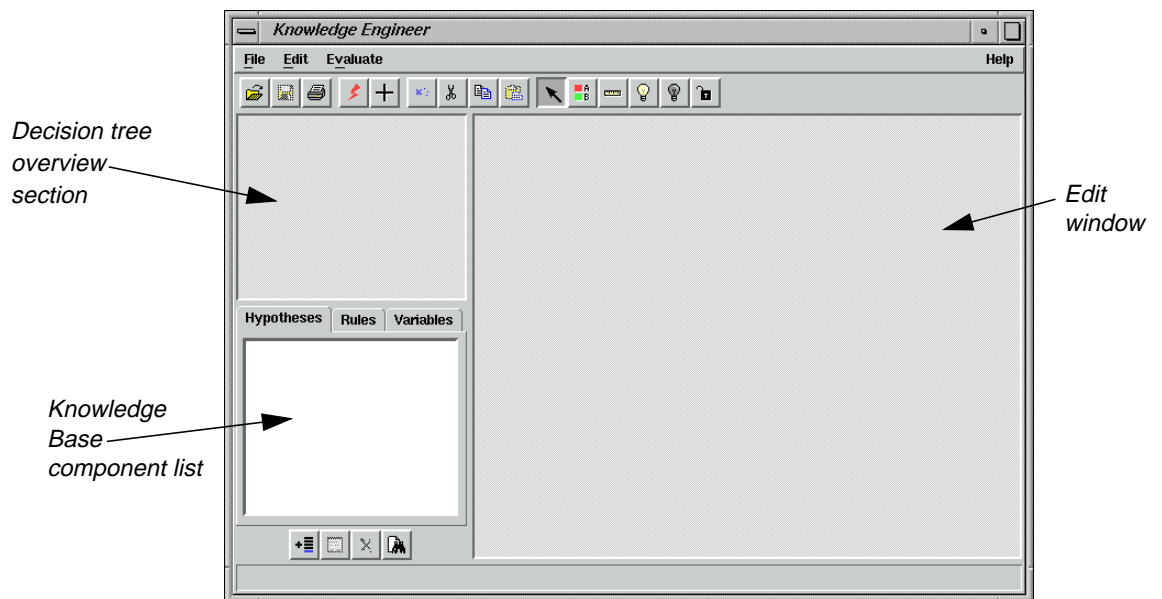 Knowledge Engineer
File Edit Evaluate Help
A
B
Decision tree
overview
section
Edit
window
Hypotheses Rules Variables
Knowledge
Base
component list